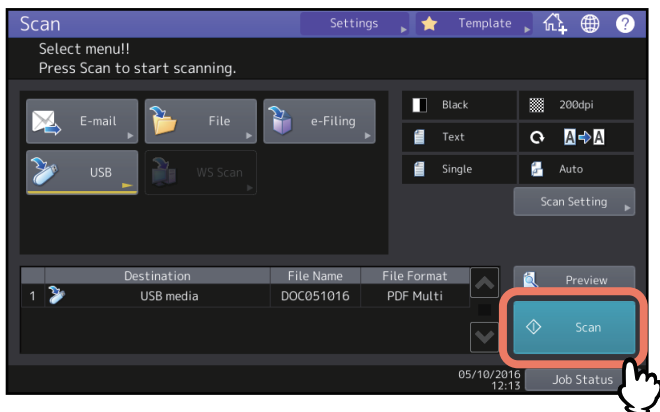 Scan
Settings
Template
?
Select menu!!
Press Scan to start scanning.
E-mail
File
e-Filing
USB
WS Scan
Black
200dpi
Text
A A
Single
Auto
Scan Setting
Destination File Name File Format
1 USB media DOC051016 PDF Multi
Preview
Scan
05/10/2016
12:13
Job Status